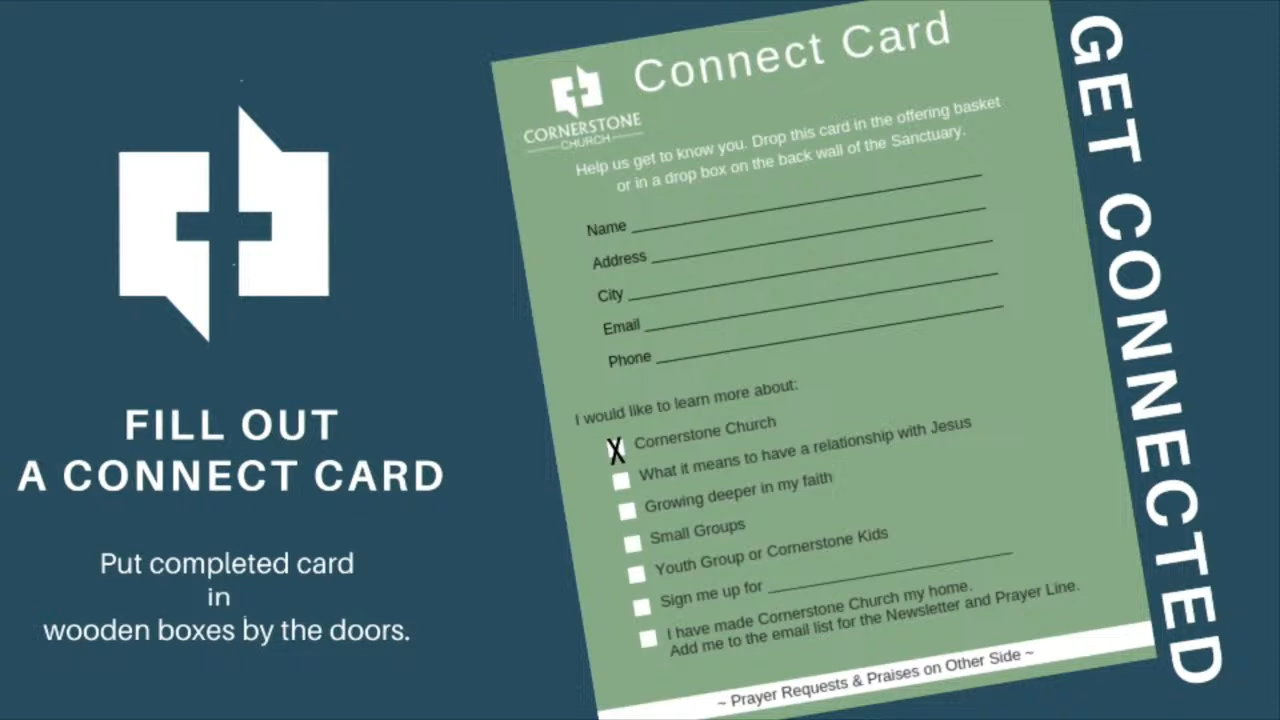 FILL OUT
A CONNECT CARD
Put completed card
in
wooden boxes by the doors.
Connect Card
CORNERSTONE
CHURCH
Help us get to know you. Drop this card in the offering basket
or in a drop box on the back wall of the Sanctuary.
Name
Address
City
Email
Phone
I would like to learn more about:
X Cornerstone Church
What it means to have a relationship with Jesus
Growing deeper in my faith
Small Groups
Youth Group or Cornerstone Kids
Sign me up for
I have made Cornerstone Church my home.
Add me to the email list for the Newsletter and Prayer Line.
~ Prayer Requests & Praises on Other Side ~
GET CONNECTED